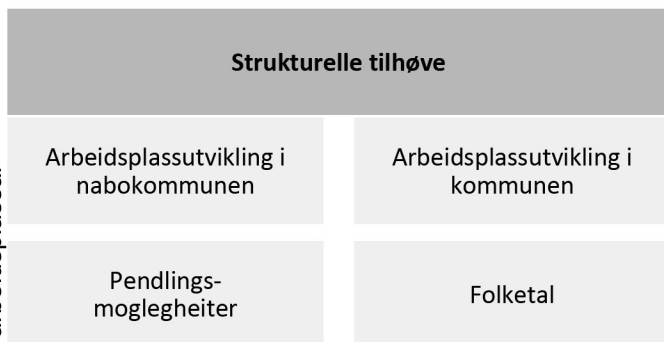 Strukturelle tilhøve
Arbeidsplassutvikling i
nabokommunen
Arbeidsplassutvikling i
kommunen
Pendlings-
moglegheiter
Folketal